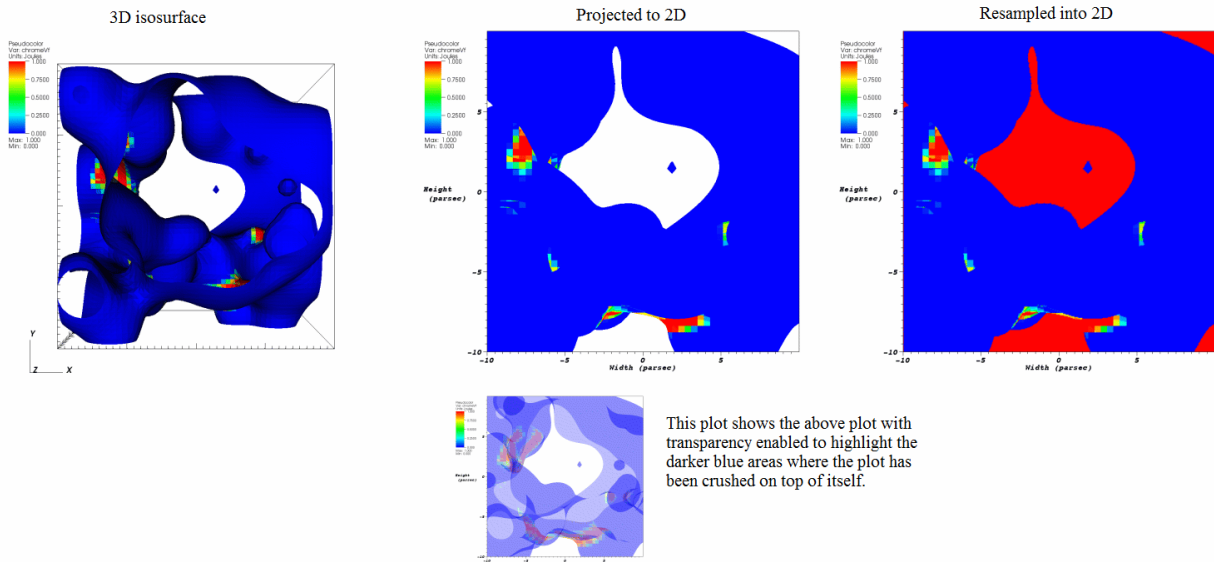 3D isosurface
Projected to 2D
Resampled into 2D
Pseudocolor
Var: chromeVf
Units: Joules
1.000
0.7500
0.5000
0.2500
0.000
Max: 1.000
Min: 0.000
Y
Z X
Pseudocolor
Var: chromeVf
Units: Joules
1.000
0.7500
0.5000
0.2500
0.000
Max: 1.000
Min: 0.000
5
0
-5
-10
Height
(parsec)
-10 -5 0 5
Width (parsec)
Pseudocolor
Var: chromeVf
Units: Joules
1.000
0.7500
0.5000
0.2500
0.000
Max: 1.000
Min: 0.000
5
0
-5
-10
Height
(parsec)
-10 -5 0 5
Width (parsec)
Height
(parsec)
Width (parsec)
This plot shows the above plot with
transparency enabled to highlight the
darker blue areas where the plot has
been crushed on top of itself.